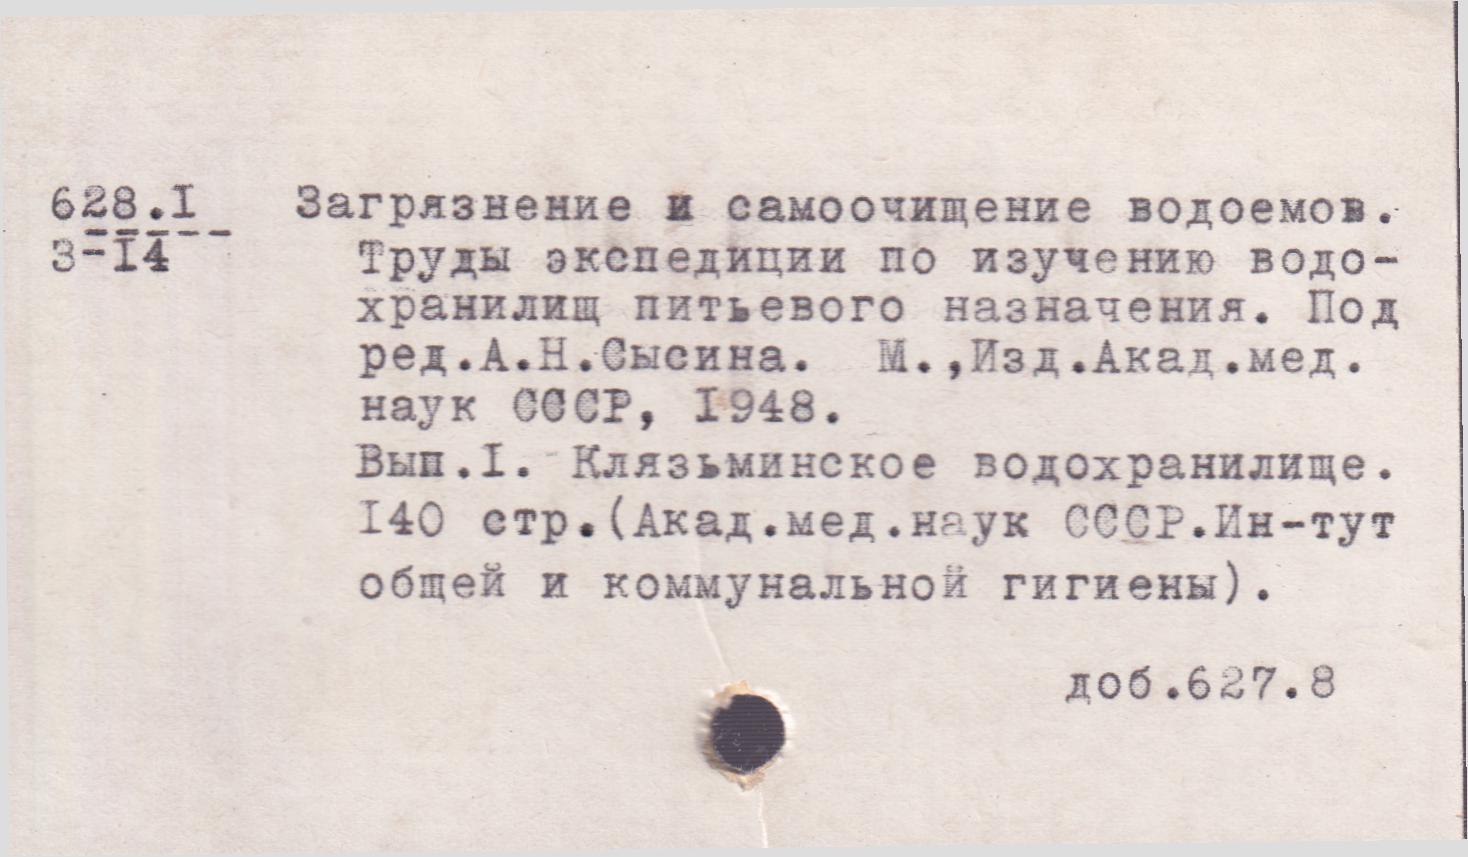 628.I Загрязнение и самоочищение водоемов.
З-I4 Труды экспедиции по изучению водо-
хранилищ питьевого назначения. Под
ред.А.Н.Сысина. М.,Изд.Акад.мед.
наук СССР, I948.
Вып.I. Клязьминское водохранилище.
I40 стр.(Акад.мед.наук СССР.Ин-тут
общей и коммунальной гигиены).
доб.627.8